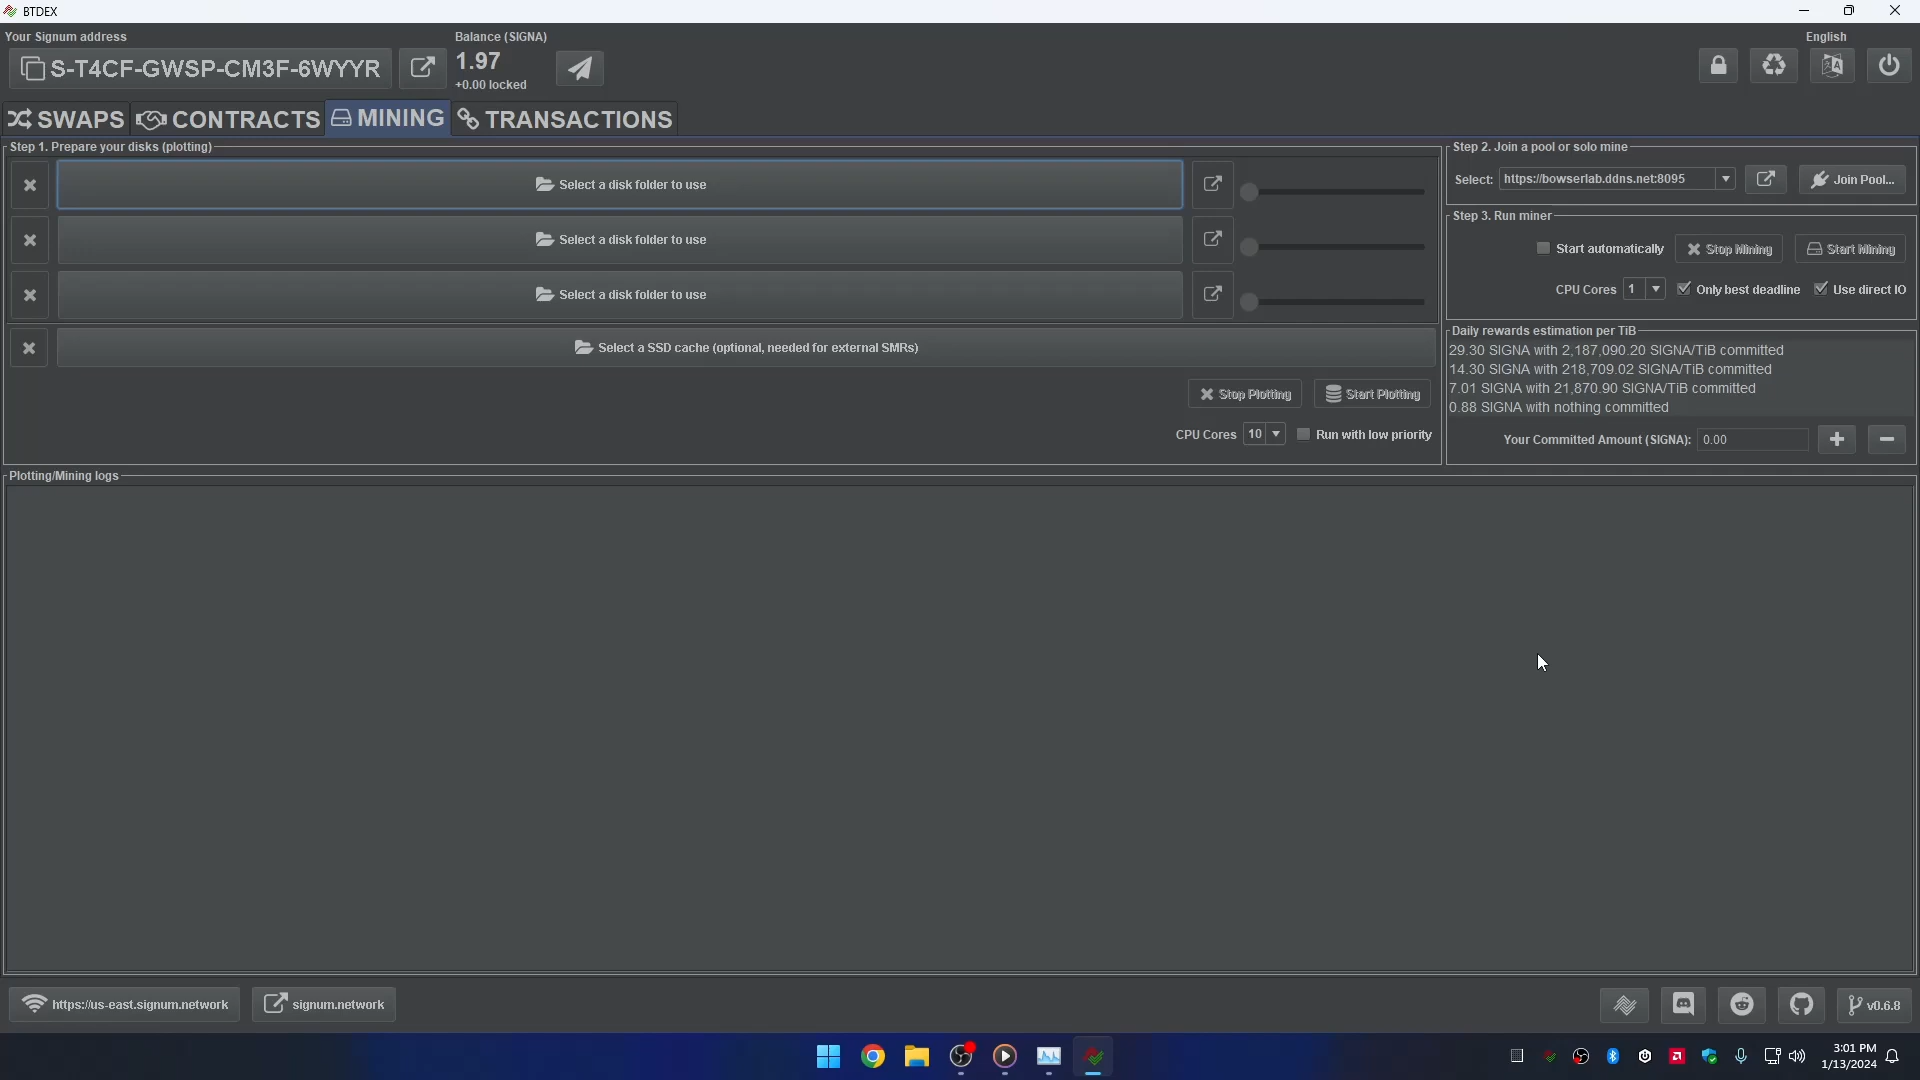 BTDEX
Your Signum address
Balance (SIGNA)
English
S-T4CF-GWSP-CM3F-6WYYR
1.97
+0.00 locked
SWAPS
CONTRACTS
MINING
TRANSACTIONS
Step 1. Prepare your disks (plotting)
Select a disk folder to use
Select a disk folder to use
Select a disk folder to use
Select a SSD cache (optional, needed for external SMRs)
Stop Plotting
Start Plotting
CPU Cores 10
Run with low priority
Step 2. Join a pool or solo mine
Select: https://bowserlab.ddns.net:8095
Join Pool...
Step 3. Run miner
Start automatically
Stop Mining
Start Mining
CPU Cores 1
Only best deadline
Use direct IO
Daily rewards estimation per TiB
29.30 SIGNA with 2,187,090.20 SIGNA/TiB committed
14.30 SIGNA with 218,709.02 SIGNA/TiB committed
7.01 SIGNA with 21,870.90 SIGNA/TiB committed
0.88 SIGNA with nothing committed
Your Committed Amount (SIGNA): 0.00
Plotting/Mining logs
https://us-east.signum.network
signum.network
v0.6.8
3:01 PM
1/13/2024